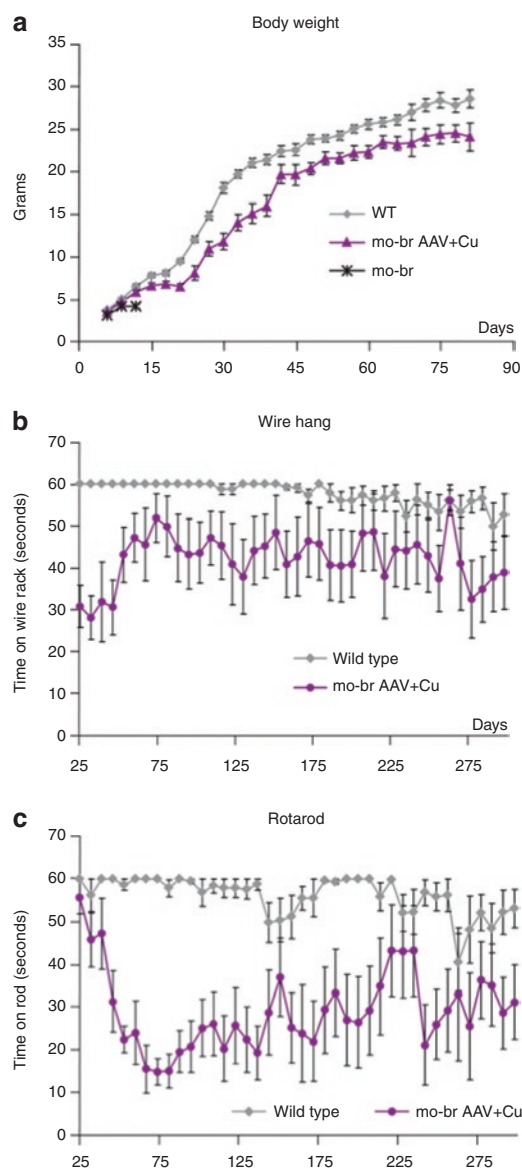 a
Body weight
35
30
25
20
15
10
5
0
Grams
WT
mo-br AAV+Cu
mo-br
Days
0 15 30 45 60 75 90
b
Wire hang
70
60
50
40
30
20
10
0
Time on wire rack (seconds)
Wild type
mo-br AAV+Cu
Days
25 75 125 175 225 275
c
Rotarod
70
60
50
40
30
20
10
0
Time on rod (seconds)
Wild type mo-br AAV+Cu
25 75 125 175 225 275